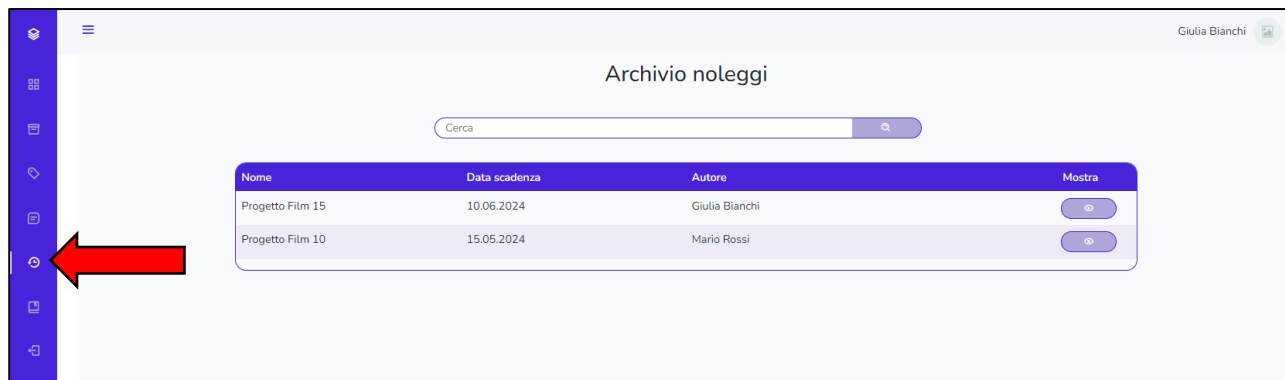 Giulia Bianchi
Archivio noleggi
Cerca
Nome Data scadenza Autore Mostra
Progetto Film 15 10.06.2024 Giulia Bianchi
Progetto Film 10 15.05.2024 Mario Rossi